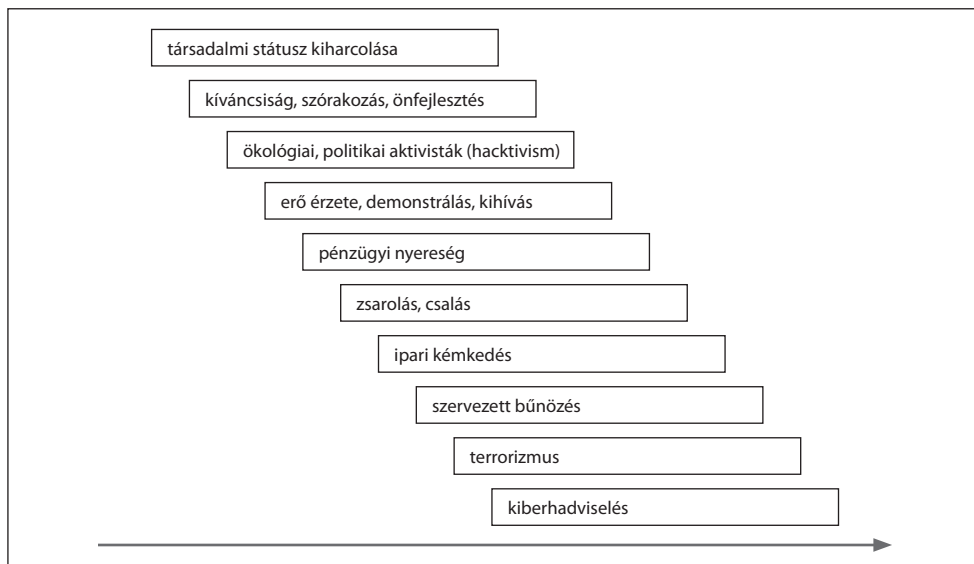 társadalmi státusz kiharcolása
kíváncsiság, szórakozás, önfejlesztés
ökológiai, politikai aktivisták (hacktivism)
erő érzete, demonstrálás, kihívás
pénzügyi nyereség
zsarolás, csalás
ipari kémkedés
szervezett bűnözés
terrorizmus
kiberhadviselés